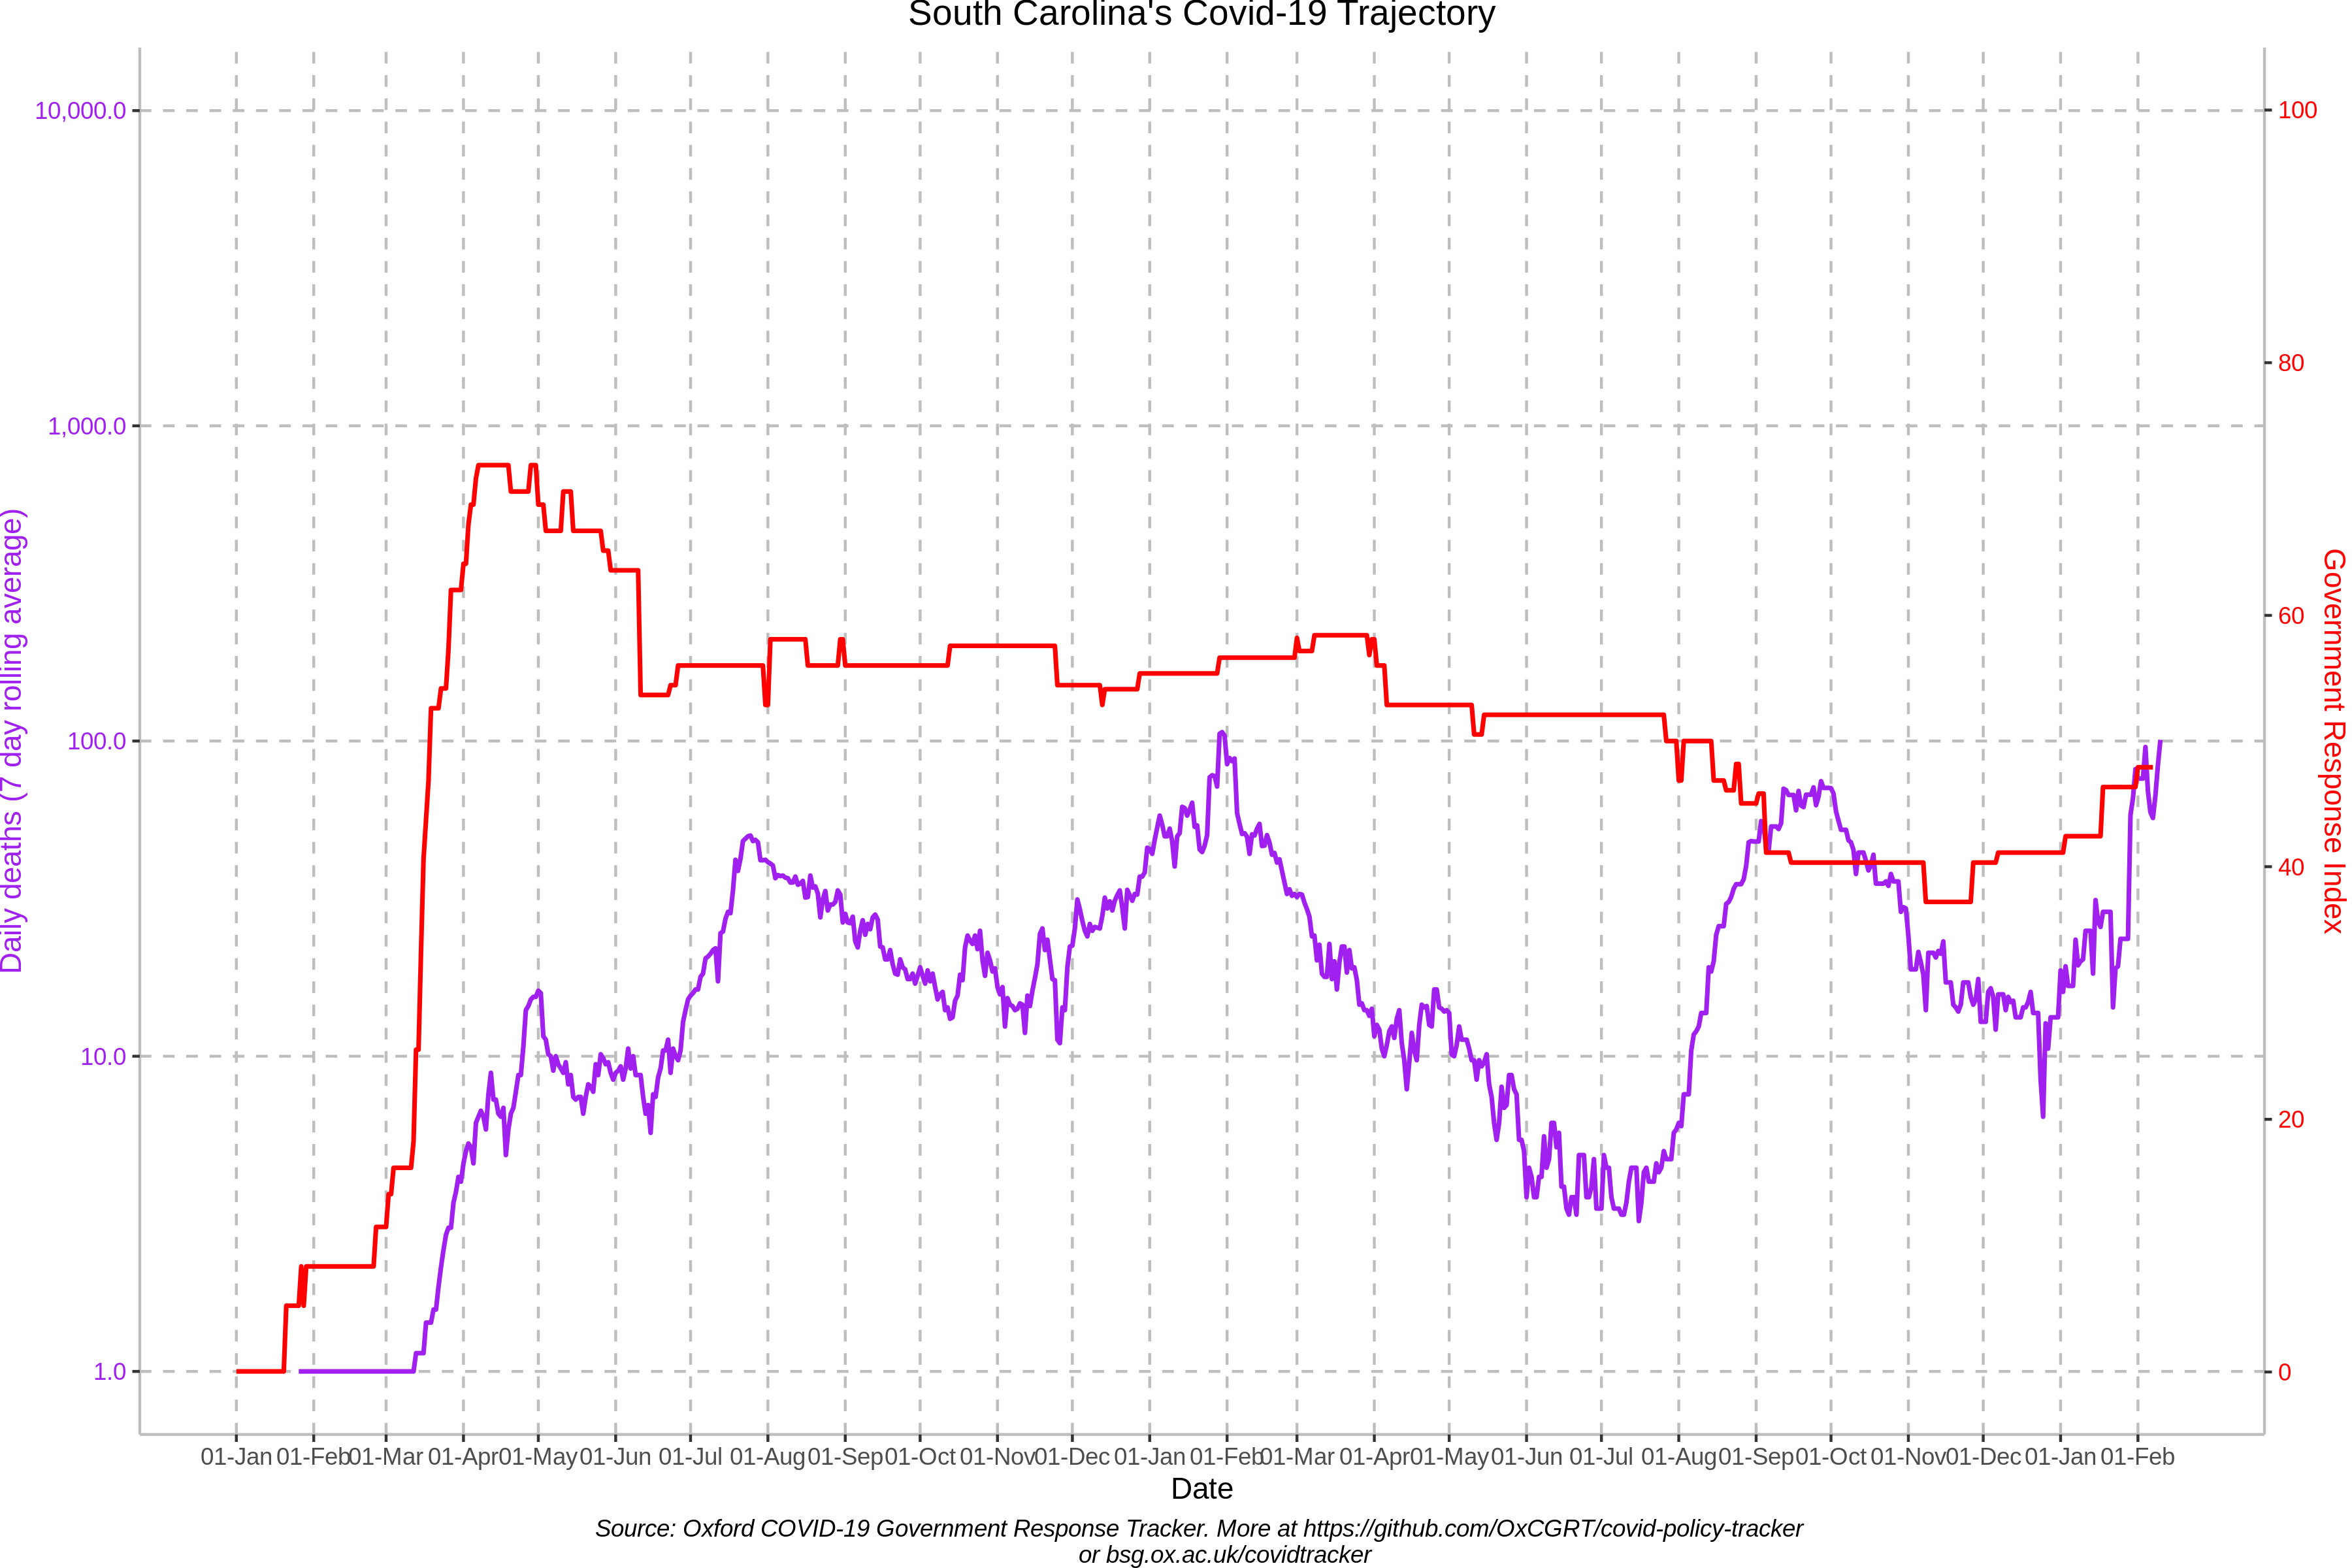 South Carolina's Covid-19 Trajectory
10,000.0
1,000.0
100.0
10.0
1.0
Daily deaths (7 day rolling average)
100
80
60
40
20
0
Government Response Index
01-Jan 01-Feb 01-Mar 01-Apr 01-May 01-Jun 01-Jul 01-Aug 01-Sep 01-Oct 01-Nov 01-Dec 01-Jan 01-Feb 01-Mar 01-Apr 01-May 01-Jun 01-Jul 01-Aug 01-Sep 01-Oct 01-Nov 01-Dec 01-Jan 01-Feb
Date
Source: Oxford COVID-19 Government Response Tracker. More at https://github.com/OxCGRT/covid-policy-tracker
or bsg.ox.ac.uk/covidtracker